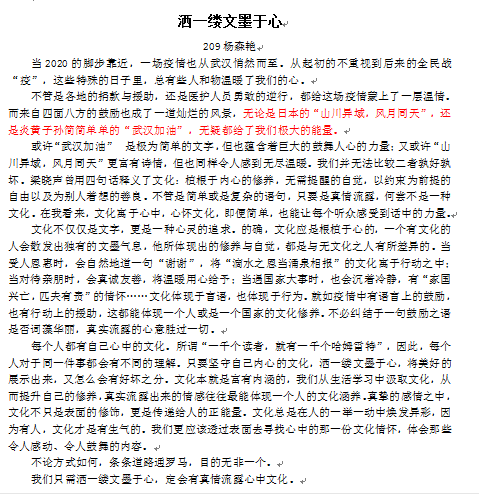 洒一缕文墨于心
209 杨森艳
当 2020 的脚步靠近，一场疫情也从武汉悄然而至。从起初的不重视到后来的全民战
“疫”，这些特殊的日子里，总有些人和物温暖了我们的心。
不管是各地的捐款与援助，还是医护人员勇敢的逆行，都给这场疫情蒙上了一层温情。
而来自四面八方的鼓励也成了一道灿烂的风景，无论是日本的“山川异域，风月同天”，还
是炎黄子孙简简单单的“武汉加油”，无疑都给了我们极大的能量。
或许“武汉加油” 是极为简单的文字，但也蕴含着巨大的鼓舞人心的力量；又或许“山
川异域，风月同天”更富有诗情，但也同样令人感到无尽温暖。我们并无法比较二者孰好孰
坏。梁晓声曾用四句话释义了文化：植根于内心的修养，无需提醒的自觉，以约束为前提的
自由以及为别人着想的善良。不管是简单或是复杂的语句，只要是真情流露，何尝不是一种
文化。在我看来，文化寓于心中，心怀文化，即便简单，也能让每个听众感受到话中的力量。
文化不仅仅是文字，更是一种心灵的追求。的确，文化应是根植于心的，一个有文化的
人会散发出独有的文墨气息，他所体现出的修养与自觉，都是与无文化之人有所差异的。当
受人恩惠时，会自然地道一句“谢谢”，将“滴水之恩当涌泉相报”的文化寓于行动之中；
当对待亲朋时，会真诚友善，将温暖用心给予；当遇国家大事时，也会沉着冷静，有“家国
兴亡，匹夫有责”的情怀……文化体现于言语，也体现于行为。就如疫情中有语言上的鼓励，
也有行动上的援助，这都能体现一个人或是一个国家的文化修养。不必纠结于一句鼓励之语
是否词藻华丽，真实流露的心意胜过一切。
每个人都有自己心中的文化。所谓“一千个读者，就有一千个哈姆雷特”，因此，每个
人对于同一件事都会有不同的理解。只要坚守自己内心的文化，洒一缕文墨于心，将美好的
展示出来，又怎么会有好坏之分。文化本就是富有内涵的，我们从生活学习中汲取文化，从
而提升自己的修养，真实流露出来的情感往往最能体现一个人的文化涵养。真挚的感情之中，
文化不只是表面的修饰，更是传递给人的正能量。文化总是在人的一举一动中焕发异彩，因
为有人，文化才是有生气的。我们更应该透过表面去寻找心中的那一份文化情怀，体会那些
令人感动、令人鼓舞的内容。
不论方式如何，条条道路通罗马，目的无非一个。
我们只需洒一缕文墨于心，定会有真情流露心中文化。